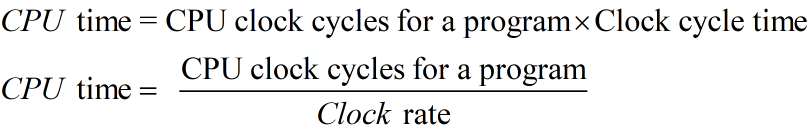 CPU time = CPU clock cycles for a program×Clock cycle time
CPU time = CPU clock cycles for a program
Clock rate